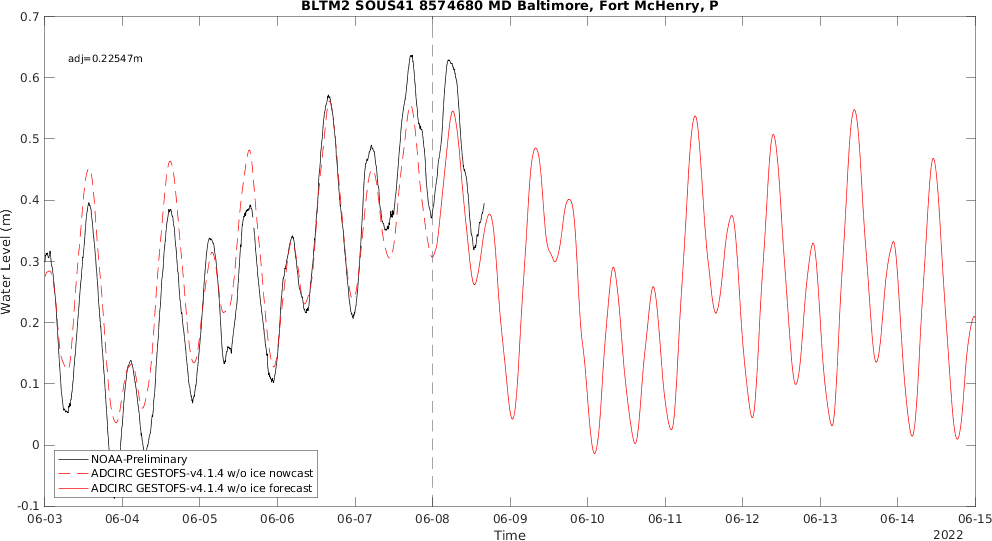 BLTM2 SOUS41 8574680 MD Baltimore, Fort McHenry, P
adj=0.22547m
Water Level (m)
0.7
0.6
0.5
0.4
0.3
0.2
0.1
0
-0.1
NOAA-Preliminary
ADCIRC GESTOFS-v4.1.4 w/o ice nowcast
ADCIRC GESTOFS-v4.1.4 w/o ice forecast
06-03 06-04 06-05 06-06 06-07 06-08 06-09 06-10 06-11 06-12 06-13 06-14 06-15
Time
2022